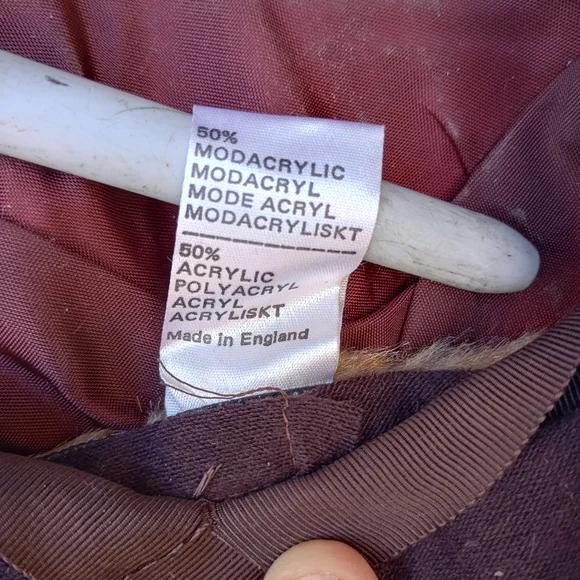 50%
MODACRYLIC
MODACRYL
MODE ACRYL
MODACRYLISKT
50%
ACRYLIC
POLYACRYL
ACRYL
ACRYLISKT
Made in England